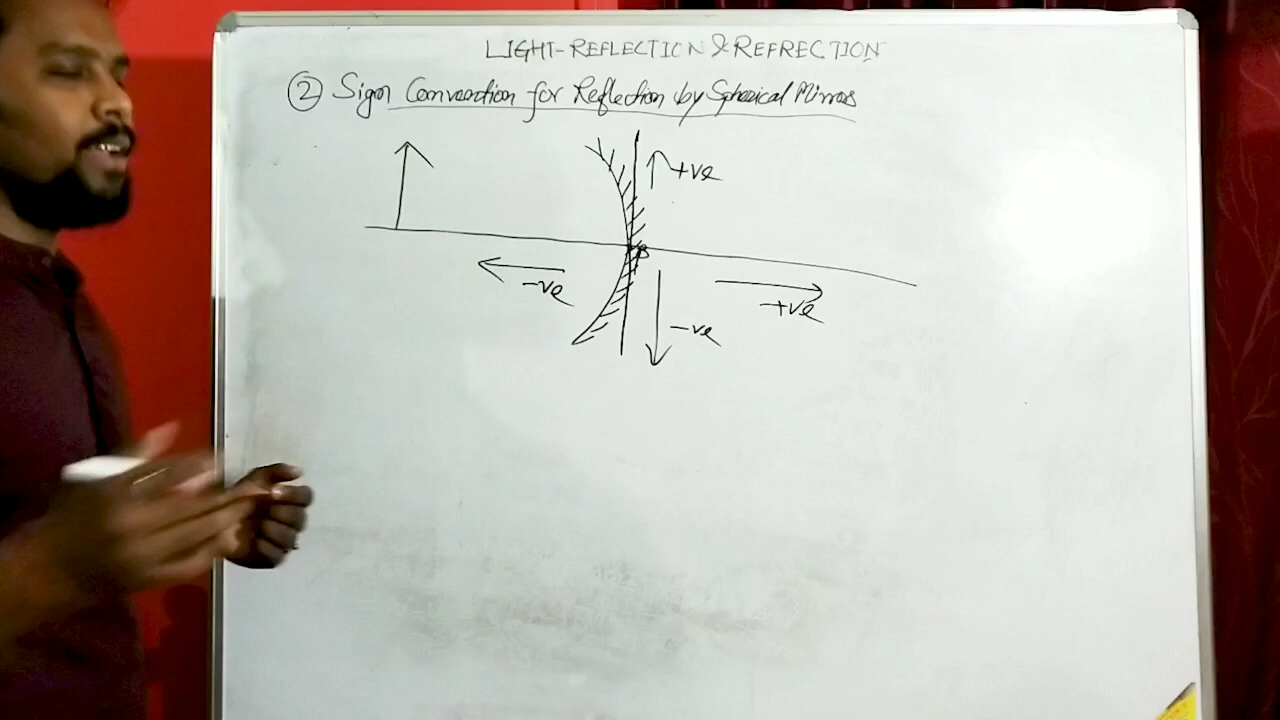 LIGHT-REFLECTION & REFRECTION
② Sign Convention for Reflection by Spherical Mirrors
+ve
P
-ve
+ve
-ve